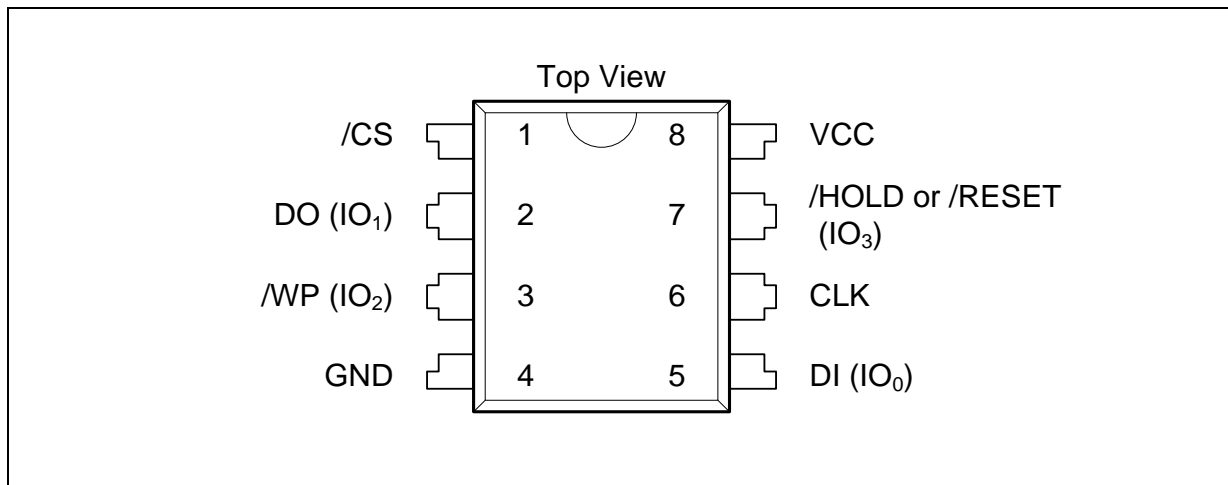 Top View
/CS 1 8 VCC
DO (IO₁) 2 7 /HOLD or /RESET
(IO₃)
/WP (IO₂) 3 6 CLK
GND 4 5 DI (IO₀)